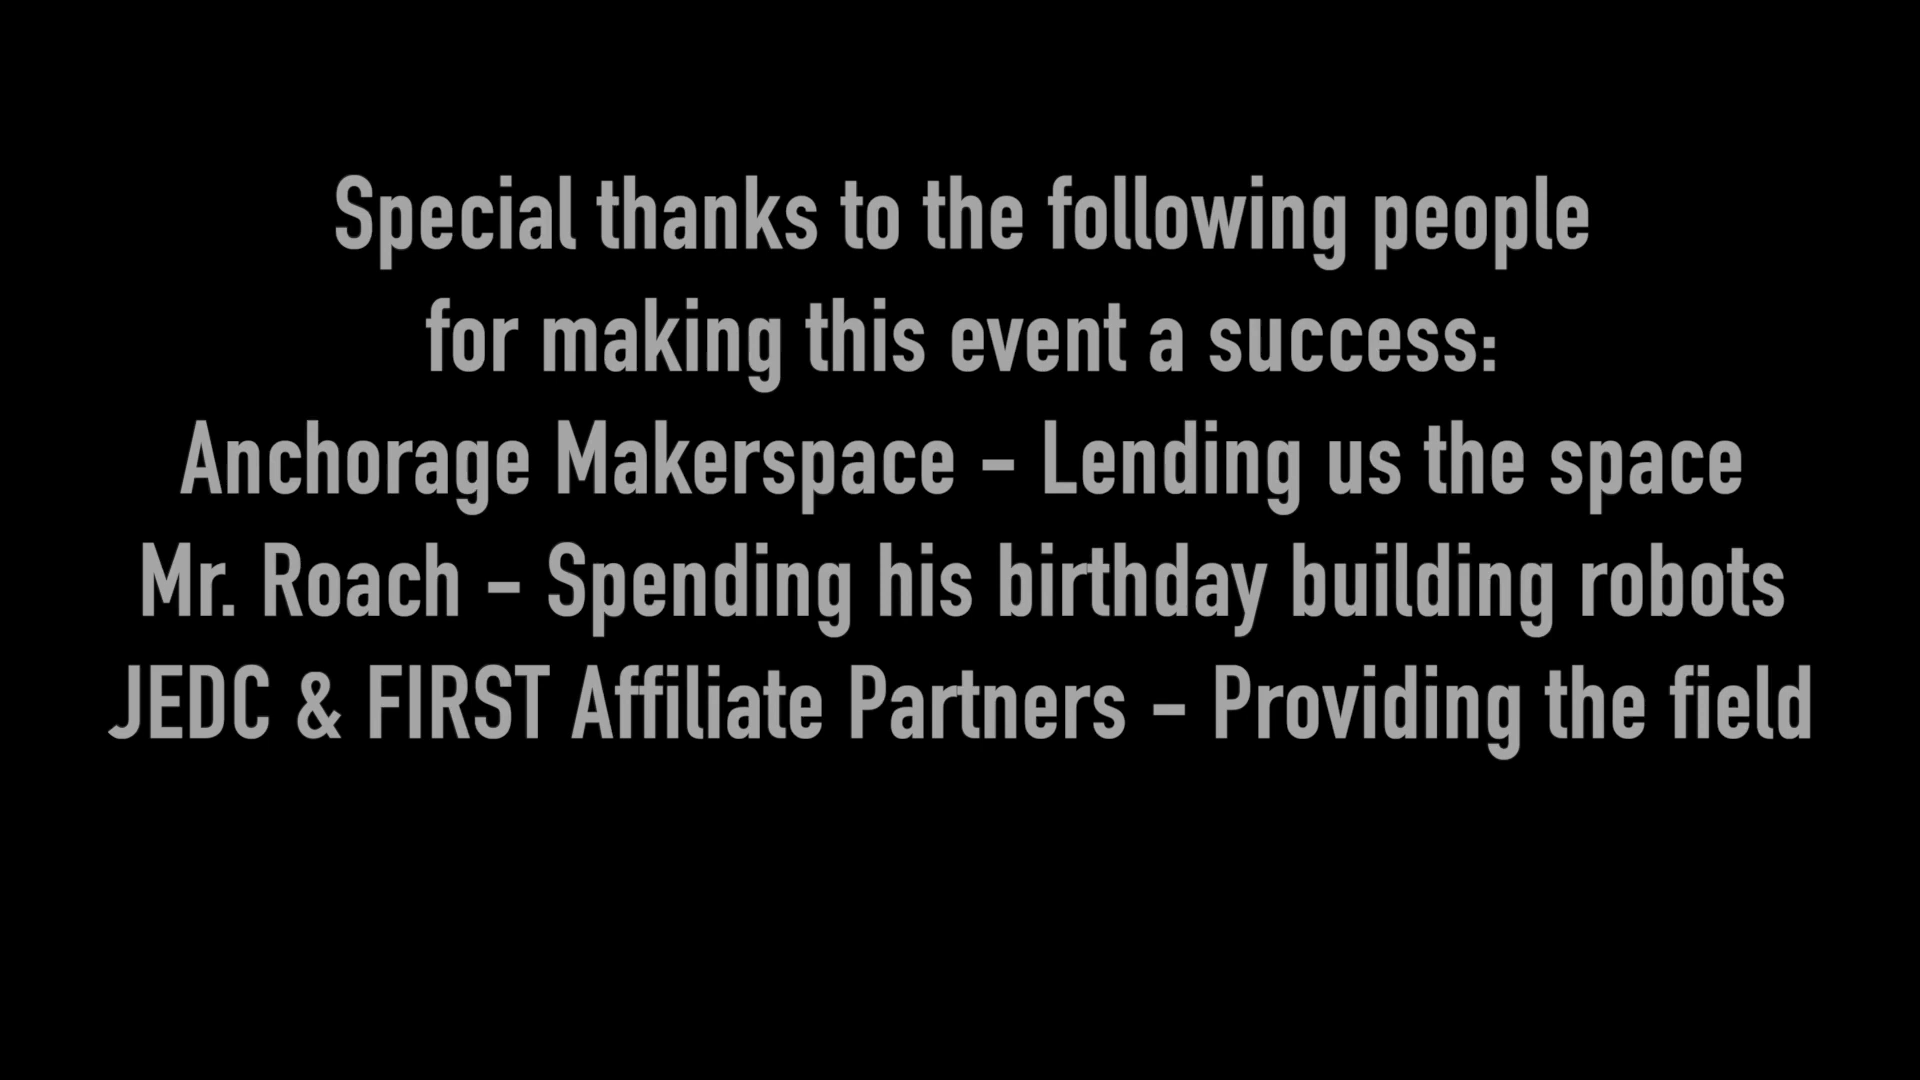 Special thanks to the following people
for making this event a success:
Anchorage Makerspace - Lending us the space
Mr. Roach - Spending his birthday building robots
JEDC & FIRST Affiliate Partners - Providing the field